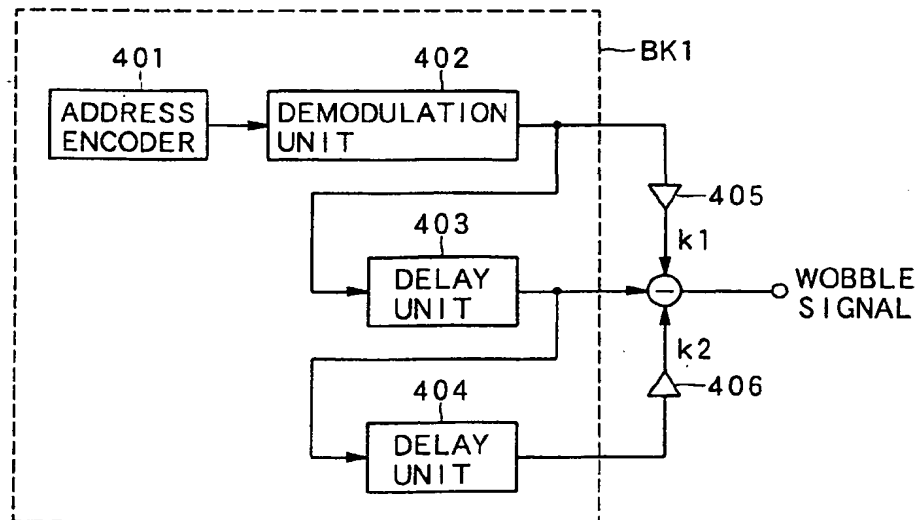 401
402
BK1
ADDRESS
ENCODER
DEMODULATION
UNIT
405
k1
403
DELAY
UNIT
−
WOBBLE
SIGNAL
k2
406
404
DELAY
UNIT